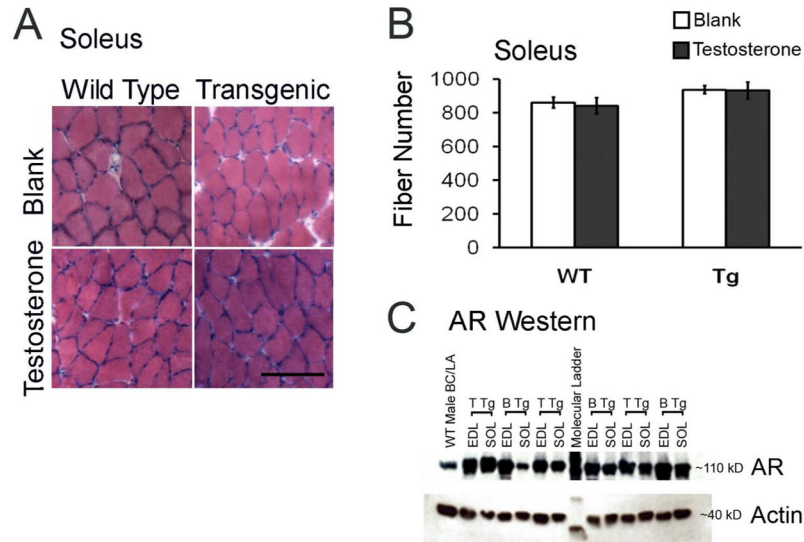 A
Soleus
Wild Type Transgenic
Blank
Testosterone
B
Blank
Testosterone
Soleus
Fiber Number
1000
800
600
400
200
0
WT Tg
C AR Western
WT Male BC/LA
T Tg B Tg T Tg Molecular Ladder B Tg T Tg B Tg
EDL SOL EDL SOL EDL SOL EDL SOL EDL SOL EDL SOL
~110 kD AR
~40 kD Actin